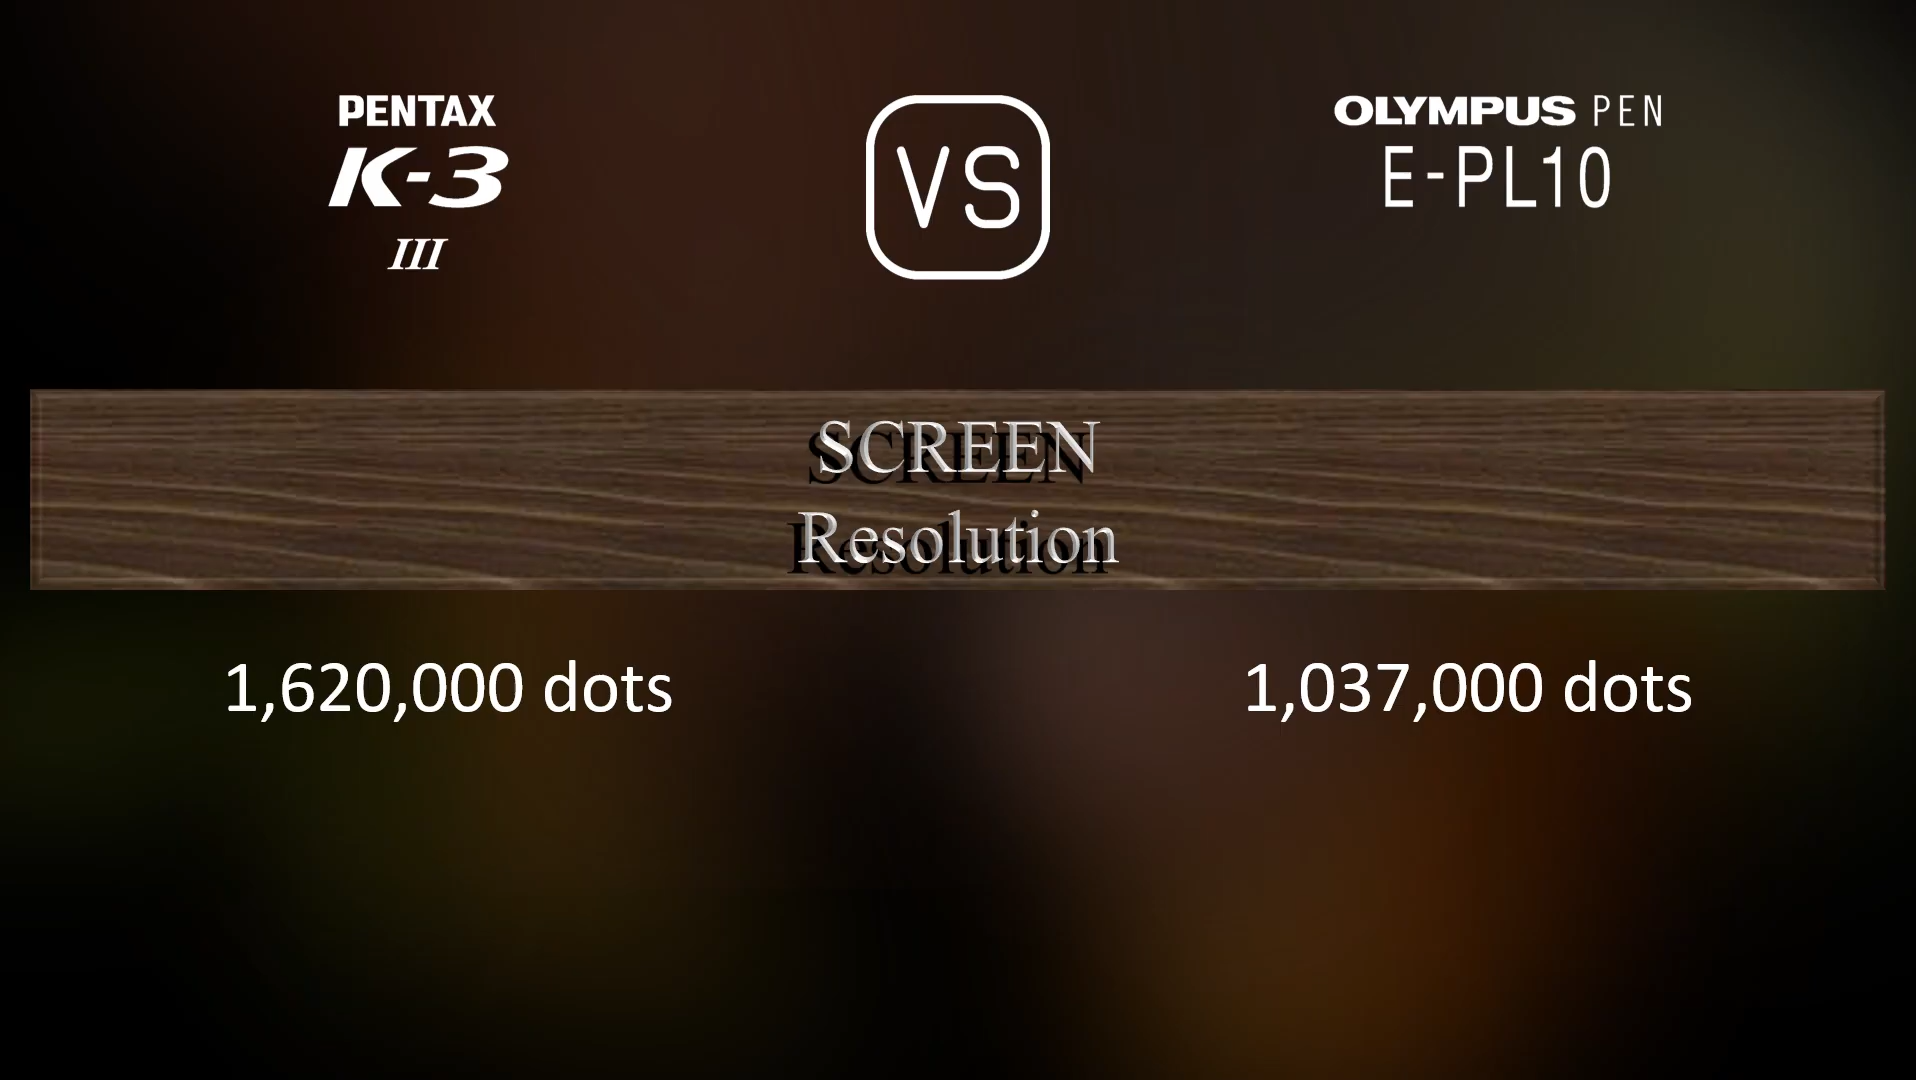 PENTAX
K-3
III
VS
OLYMPUS PEN
E-PL10
SCREEN
Resolution
1,620,000 dots
1,037,000 dots